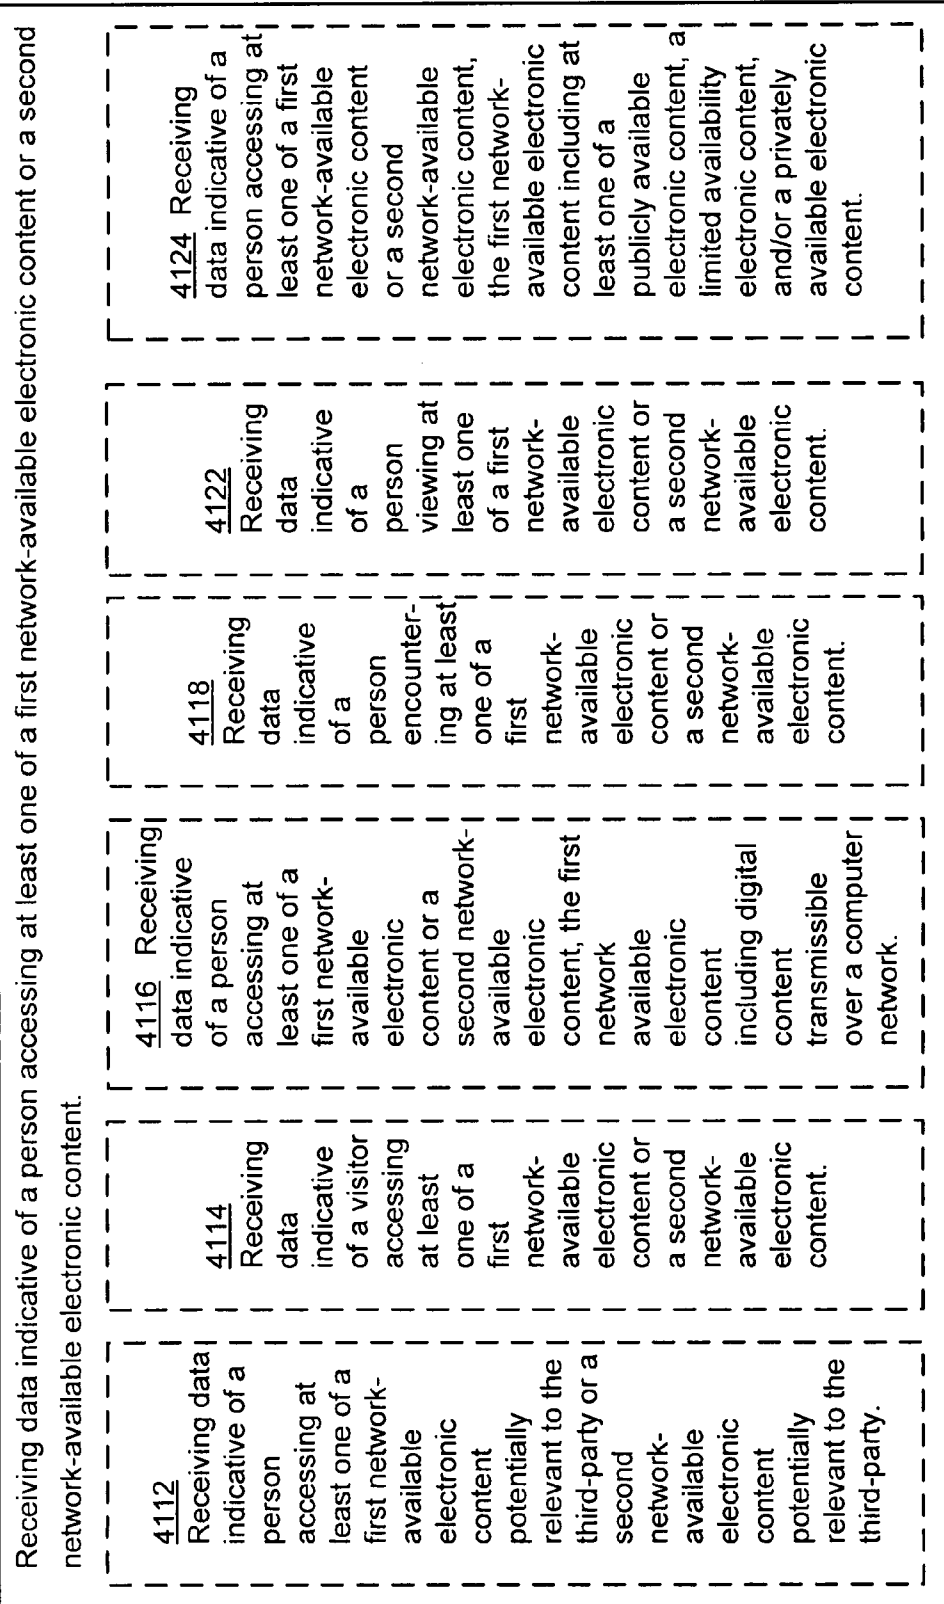 Receiving data indicative of a person accessing at least one of a first network-available electronic content or a second
network-available electronic content.
4112
Receiving data
indicative of a
person
accessing at
least one of a
first network-
available
electronic
content
potentially
relevant to the
third-party or a
second
network-
available
electronic
content
potentially
relevant to the
third-party.
4114
Receiving
data
indicative
of a visitor
accessing
at least
one of a
first
network-
available
electronic
content or
a second
network-
available
electronic
content.
4116 Receiving
data indicative
of a person
accessing at
least one of a
first network-
available
electronic
content or a
second network-
available
electronic
content, the first
network
available
electronic
content
including digital
content
transmissible
over a computer
network.
4118
Receiving
data
indicative
of a
person
encounter-
ing at least
one of a
first
network-
available
electronic
content or
a second
network-
available
electronic
content.
4122
Receiving
data
indicative
of a
person
viewing at
least one
of a first
network-
available
electronic
content or
a second
network-
available
electronic
content.
4124 Receiving
data indicative of a
person accessing at
least one of a first
network-available
electronic content
or a second
network-available
electronic content,
the first network-
available electronic
content including at
least one of a
publicly available
electronic content, a
limited availability
electronic content,
and/or a privately
available electronic
content.